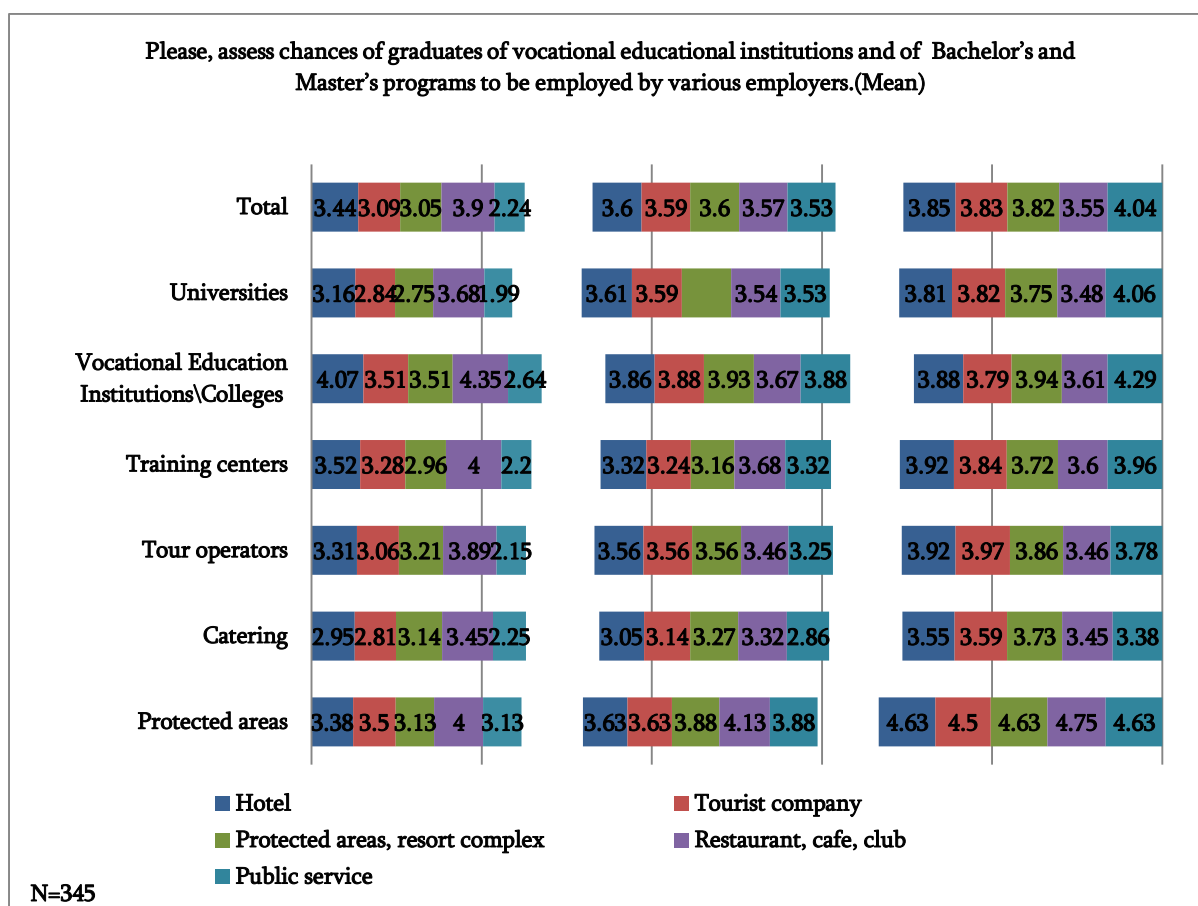 Please, assess chances of graduates of vocational educational institutions and of Bachelor's and
Master's programs to be employed by various employers.(Mean)
Total 3.44 3.09 3.05 3.9 2.24 3.6 3.59 3.6 3.57 3.53 3.85 3.83 3.82 3.55 4.04
Universities 3.16 2.84 2.75 3.68 1.99 3.61 3.59 3.54 3.53 3.81 3.82 3.75 3.48 4.06
Vocational Education
Institutions\Colleges 4.07 3.51 3.51 4.35 2.64 3.86 3.88 3.93 3.67 3.88 3.88 3.79 3.94 3.61 4.29
Training centers 3.52 3.28 2.96 4 2.2 3.32 3.24 3.16 3.68 3.32 3.92 3.84 3.72 3.6 3.96
Tour operators 3.31 3.06 3.21 3.89 2.15 3.56 3.56 3.56 3.46 3.25 3.92 3.97 3.86 3.46 3.78
Catering 2.95 2.81 3.14 3.45 2.25 3.05 3.14 3.27 3.32 2.86 3.55 3.59 3.73 3.45 3.38
Protected areas 3.38 3.5 3.13 4 3.13 3.63 3.63 3.88 4.13 3.88 4.63 4.5 4.63 4.75 4.63
Hotel Tourist company
Protected areas, resort complex Restaurant, cafe, club
Public service
N=345